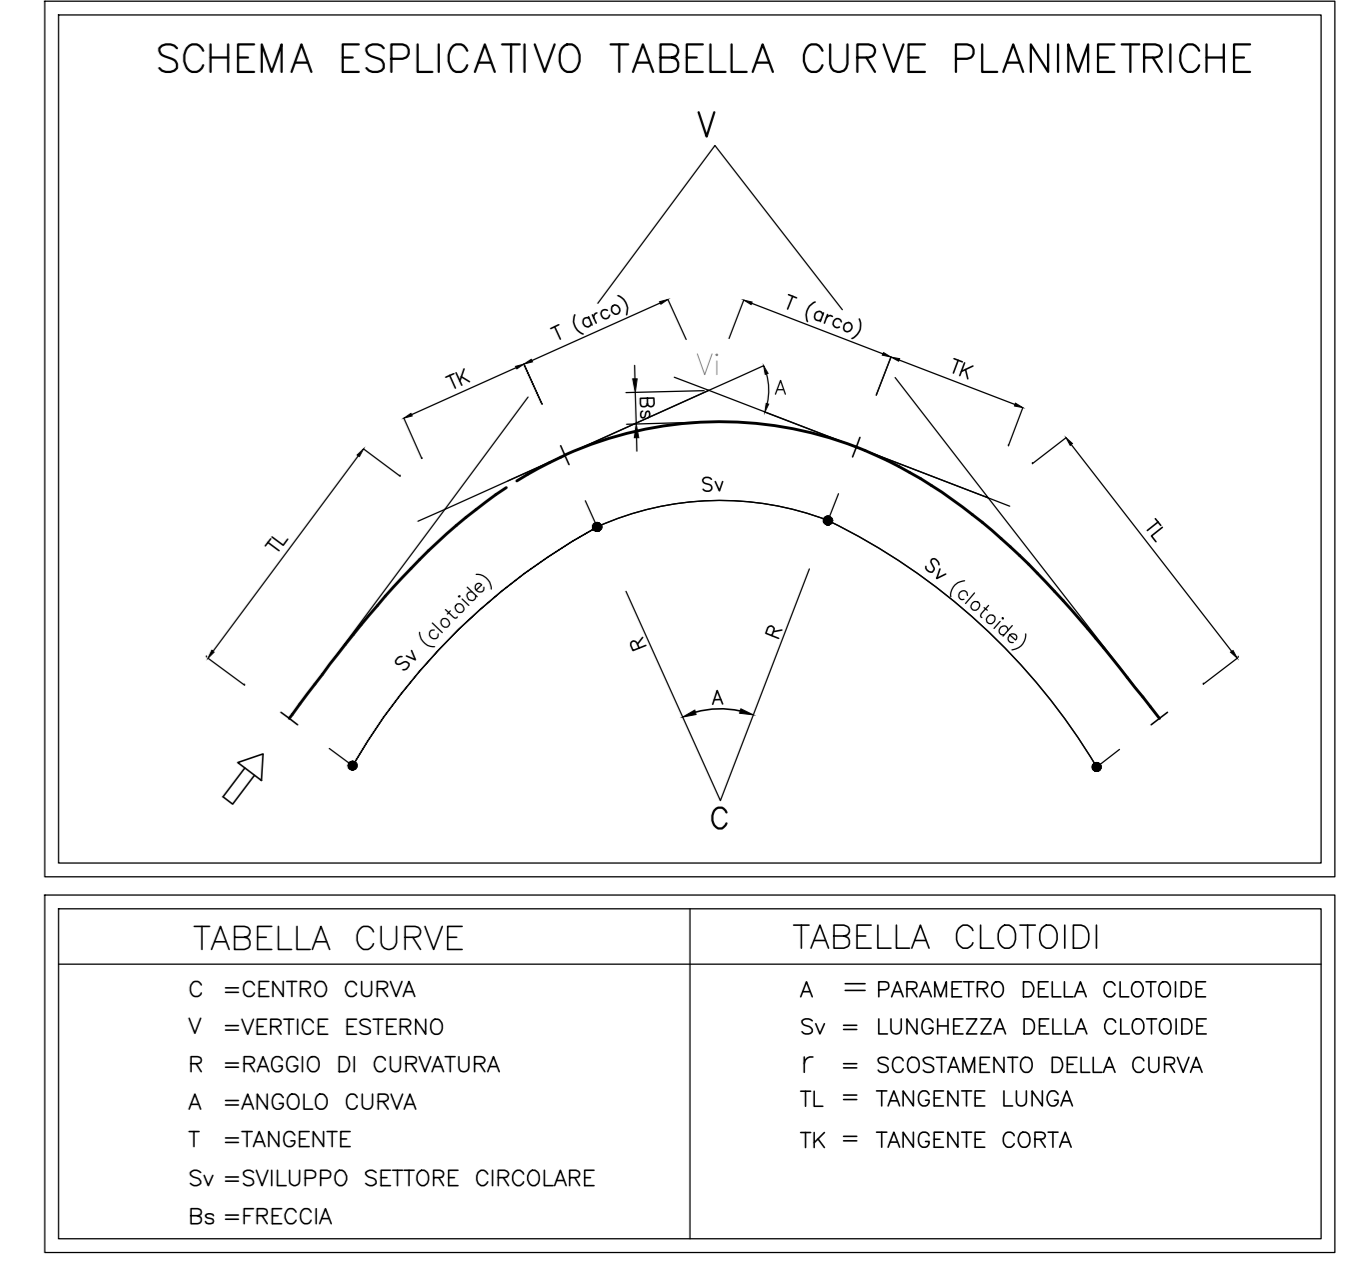 SCHEMA ESPLICATIVO TABELLA CURVE PLANIMETRICHE
V
T (arco)
T (arco)
TK
Vi
TK
A
Bs
TL
Sv
TL
Sv (clotoide)
Sv (clotoide)
R
R
A
C
TABELLA CURVE
C =CENTRO CURVA
V =VERTICE ESTERNO
R =RAGGIO DI CURVATURA
A =ANGOLO CURVA
T =TANGENTE
Sv =SVILUPPO SETTORE CIRCOLARE
Bs =FRECCIA
TABELLA CLOTOIDI
A = PARAMETRO DELLA CLOTOIDE
Sv = LUNGHEZZA DELLA CLOTOIDE
r = SCOSTAMENTO DELLA CURVA
TL = TANGENTE LUNGA
TK = TANGENTE CORTA